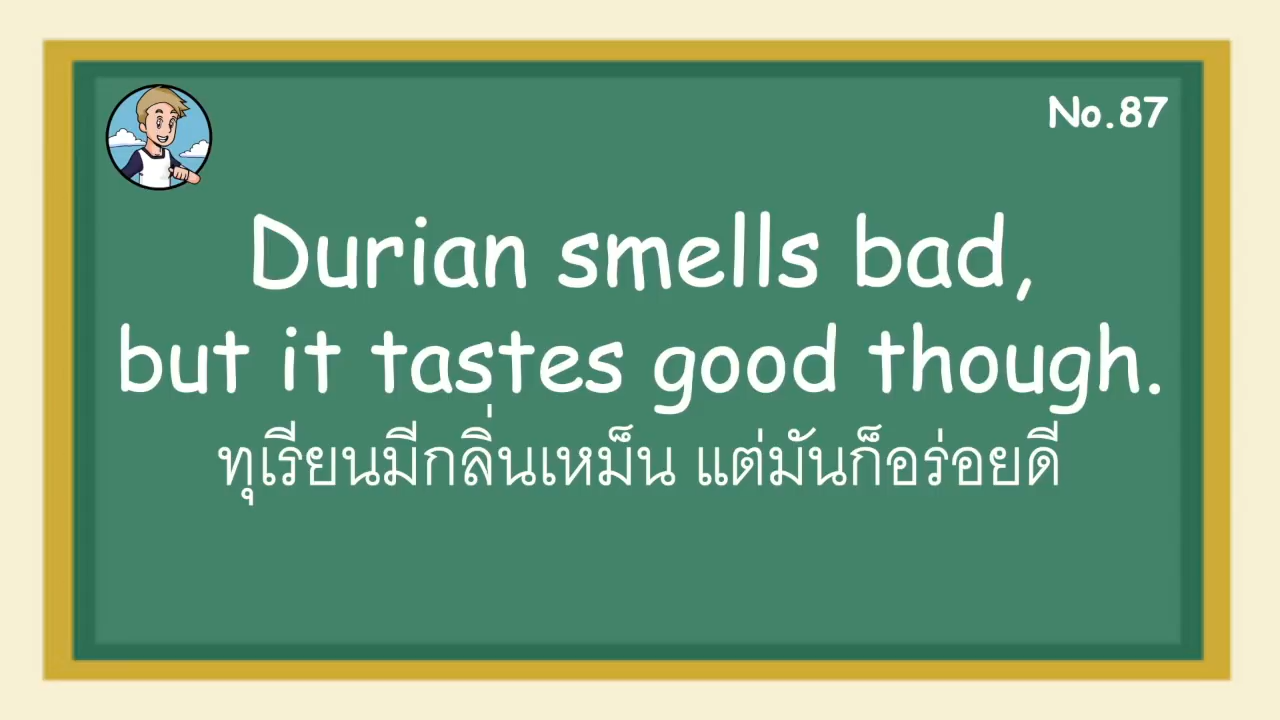 No.87
Durian smells bad,
but it tastes good though.
ทุเรียนมีกลิ่นเหม็น แต่มันก็อร่อยดี